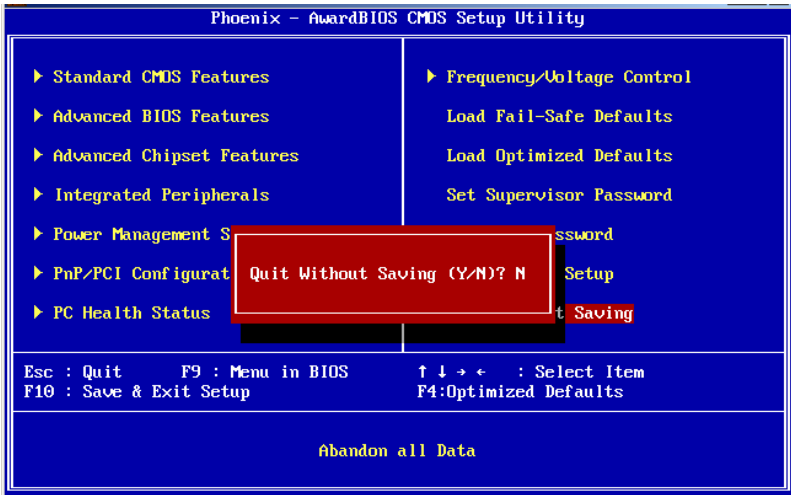 Phoenix - AwardBIOS CMOS Setup Utility
Standard CMOS Features
Advanced BIOS Features
Advanced Chipset Features
Integrated Peripherals
Power Management S
PnP/PCI Configurat
PC Health Status
Frequency/Voltage Control
Load Fail-Safe Defaults
Load Optimized Defaults
Set Supervisor Password
ssword
Setup
t Saving
Quit Without Saving (Y/N)? N
Esc : Quit F9 : Menu in BIOS ↑ ↓ → ← : Select Item
F10 : Save & Exit Setup F4:Optimized Defaults
Abandon all Data